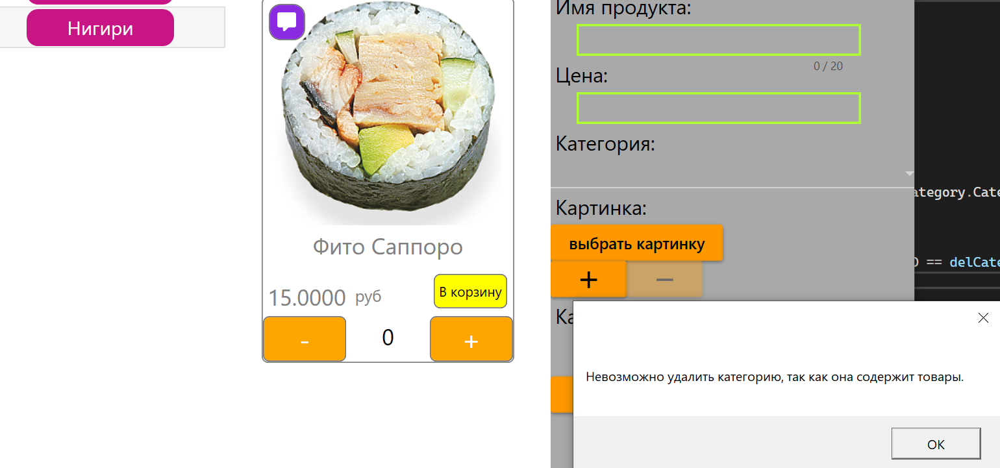 Нигири
Фито Саппоро
15.0000 руб
В корзину
-
0
+
Имя продукта:
0 / 20
Цена:
Категория:
Картинка:
выбрать картинку
+
−
Ка
Невозможно удалить категорию, так как она содержит товары.
ОК
ategory.Cate
== delCate